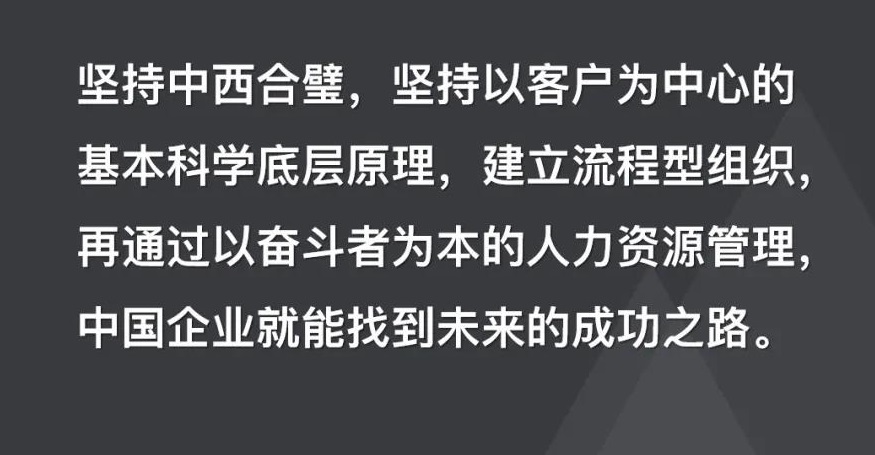 坚持中西合璧，坚持以客户为中心的
基本科学底层原理，建立流程型组织，
再通过以奋斗者为本的人力资源管理，
中国企业就能找到未来的成功之路。